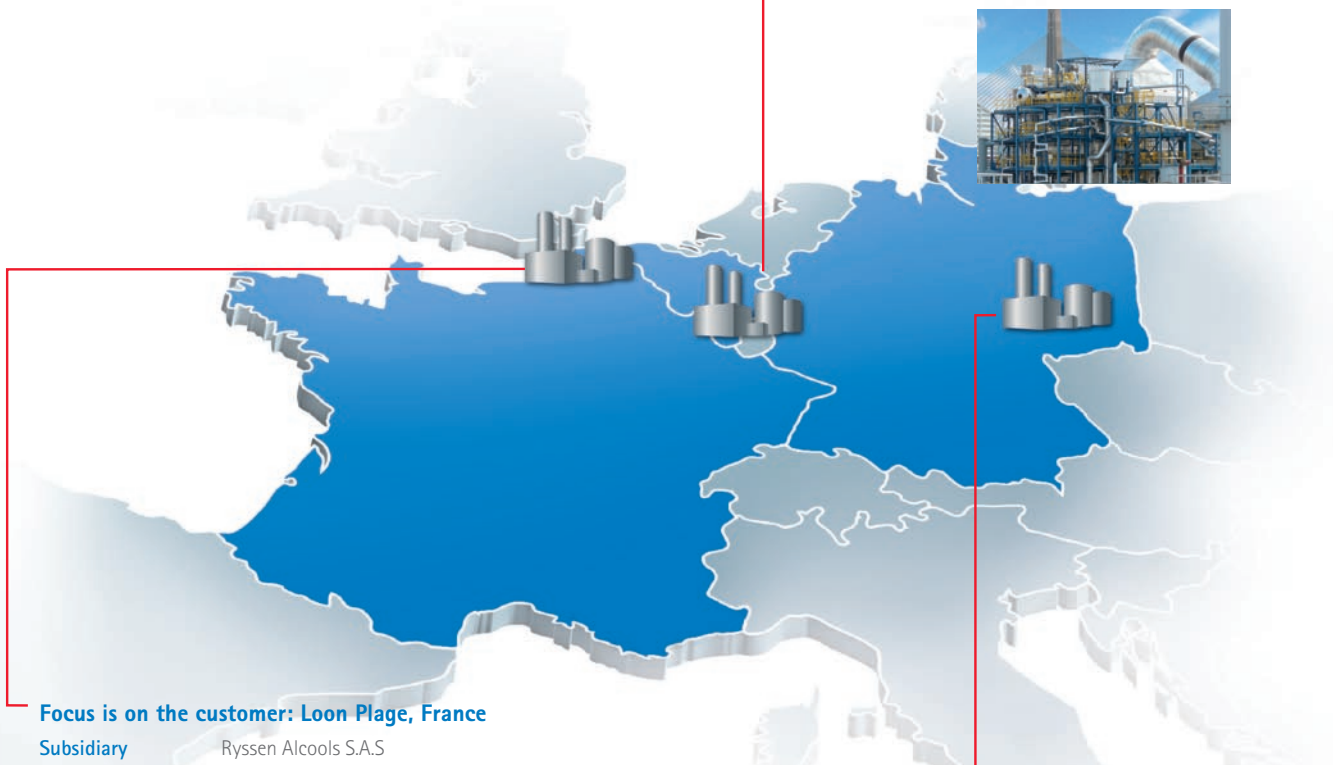 Focus is on the customer: Loon Plage, France
Subsidiary Ryssen Alcools S.A.S